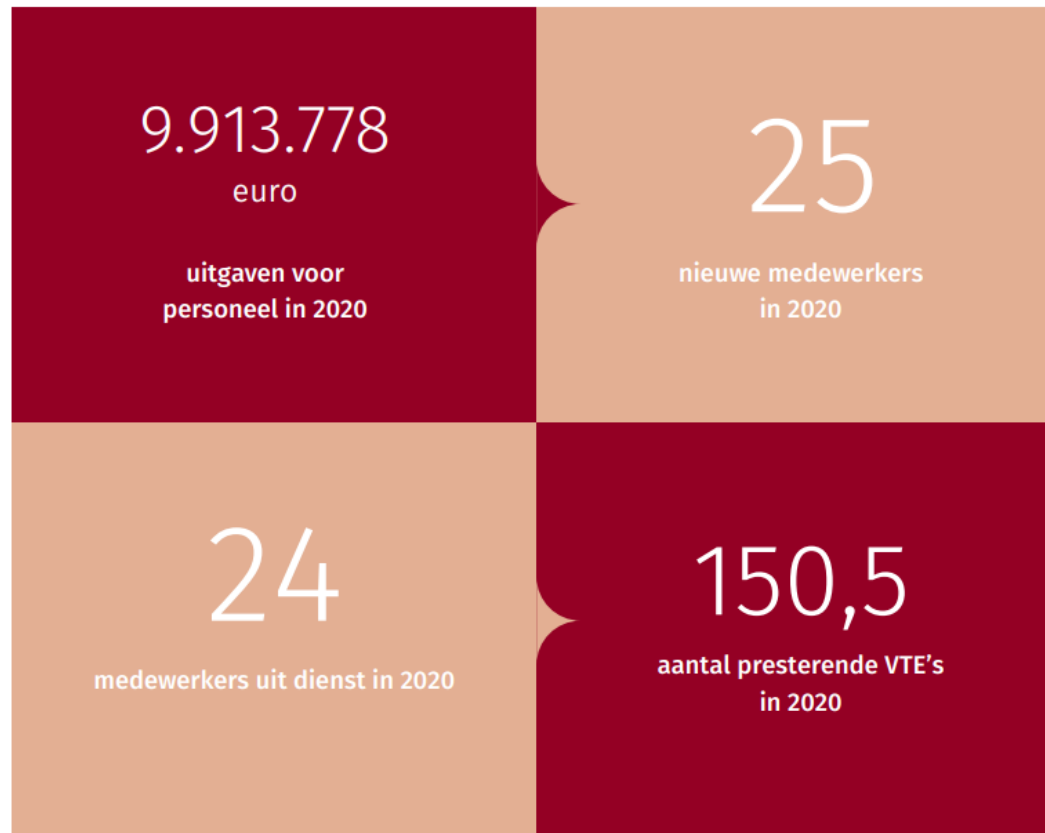 9.913.778
euro
uitgaven voor
personeel in 2020
25
nieuwe medewerkers
in 2020
24
medewerkers uit dienst in 2020
150,5
aantal presterende VTE’s
in 2020